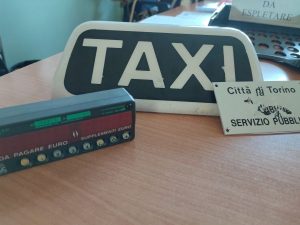 DA
ESPLETARE
TAXI
Città di Torino
SERVIZIO PUBBLI
DA PAGARE EURO
SUPPLEMENTI EURO